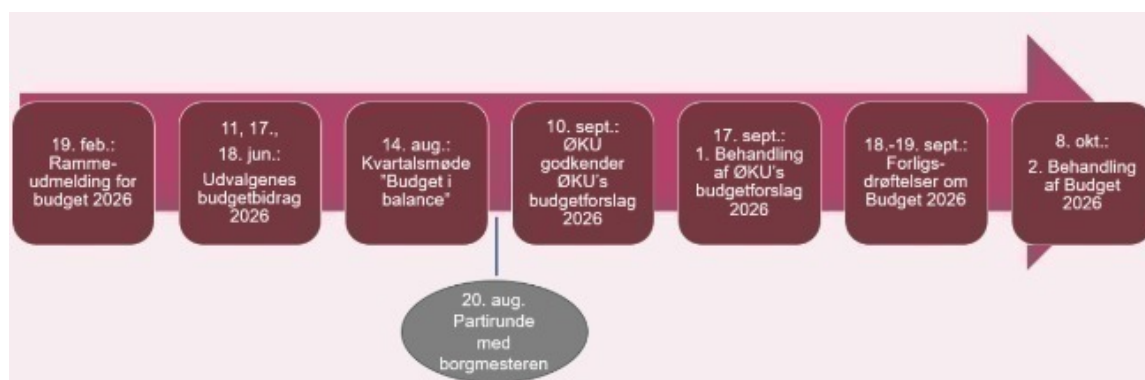 19. feb.:
Ramme-
udmelding for
budget 2026
11, 17.,
18. jun.:
Udvalgenes
budgetbidrag
2026
14. aug.:
Kvartalsmøde
"Budget i
balance"
20. aug.
Partirunde
med
borgmesteren
10. sept.:
ØKU
godkender
ØKU's
budgetforslag
2026
17. sept.:
1. Behandling
af ØKU's
budgetforslag
2026
18.-19. sept.:
Forligs-
drøftelser om
Budget 2026
8. okt.:
2. Behandling
af Budget
2026